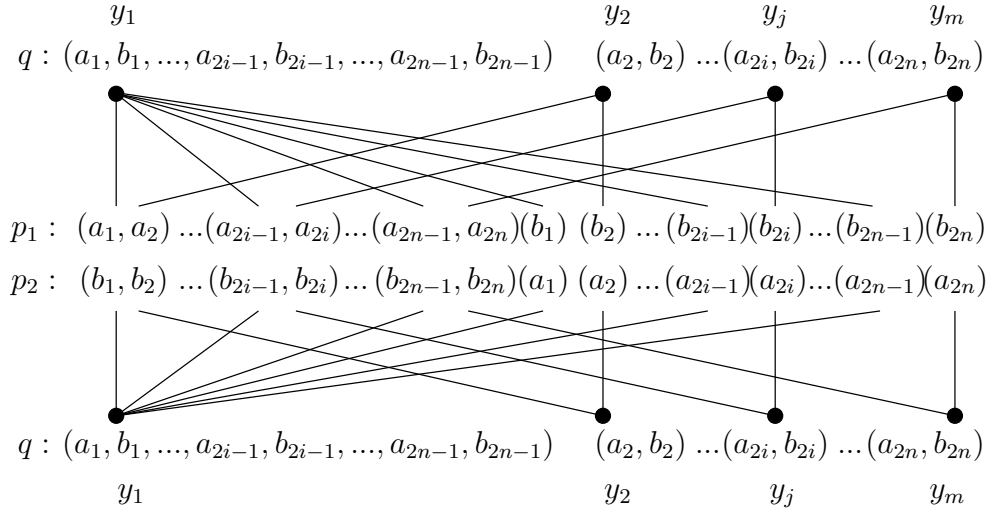 y_1 y_2 y_j y_m
q : (a_1, b_1, ..., a_{2i-1}, b_{2i-1}, ..., a_{2n-1}, b_{2n-1}) (a_2, b_2) ...(a_{2i}, b_{2i}) ...(a_{2n}, b_{2n})
p_1 : (a_1, a_2) ...(a_{2i-1}, a_{2i})...(a_{2n-1}, a_{2n})(b_1) (b_2) ...(b_{2i-1})(b_{2i}) ...(b_{2n-1})(b_{2n})
p_2 : (b_1, b_2) ...(b_{2i-1}, b_{2i})...(b_{2n-1}, b_{2n})(a_1) (a_2) ...(a_{2i-1})(a_{2i})...(a_{2n-1})(a_{2n})
q : (a_1, b_1, ..., a_{2i-1}, b_{2i-1}, ..., a_{2n-1}, b_{2n-1}) (a_2, b_2) ...(a_{2i}, b_{2i}) ...(a_{2n}, b_{2n})
y_1 y_2 y_j y_m